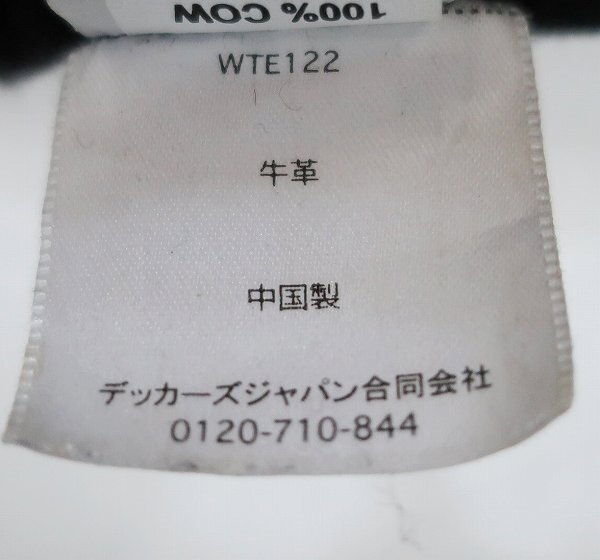 100% COW
WTE122
牛革
中国製
デッカーズジャパン合同会社
0120-710-844